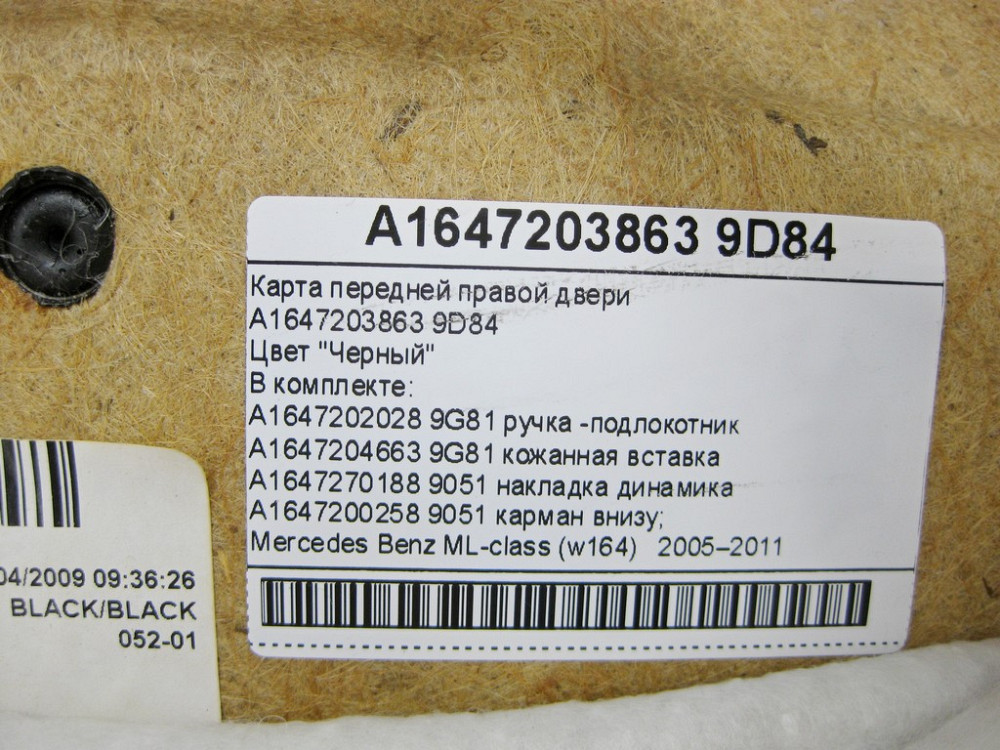 A1647203863 9D84
Карта передней правой двери
A1647203863 9D84
Цвет "Черный"
В комплекте:
A1647202028 9G81 ручка -подлокотник
A1647204663 9G81 кожанная вставка
A1647270188 9051 накладка динамика
A1647200258 9051 карман внизу;
Mercedes Benz ML-class (w164) 2005–2011
04/2009 09:36:26
BLACK/BLACK
052-01